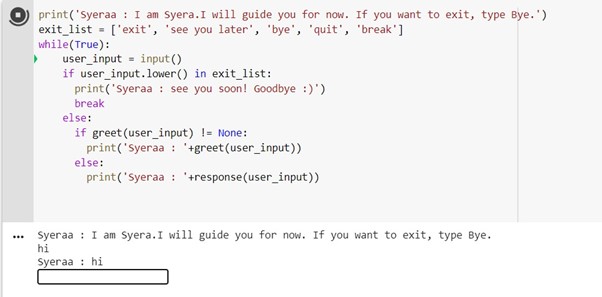 print('Syeraa : I am Syera.I will guide you for now. If you want to exit, type Bye.')
exit_list = ['exit', 'see you later', 'bye', 'quit', 'break']
while(True):
    user_input = input()
    if user_input.lower() in exit_list:
      print('Syeraa : see you soon! Goodbye :)')
      break
    else:
      if greet(user_input) != None:
        print('Syeraa : '+greet(user_input))
      else:
        print('Syeraa : '+response(user_input))
Syeraa : I am Syera.I will guide you for now. If you want to exit, type Bye.
hi
Syeraa : hi